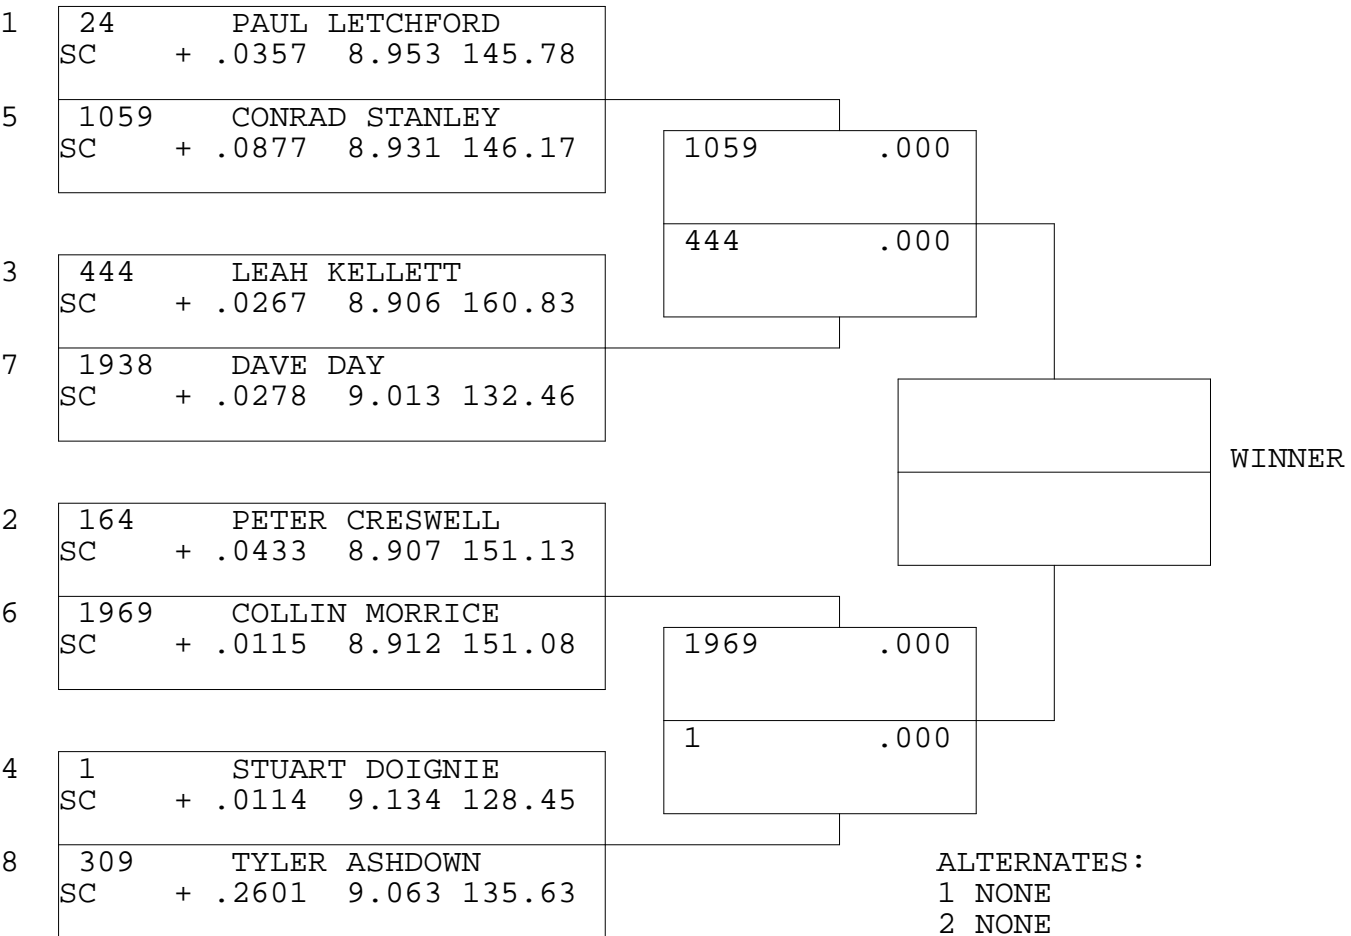 1 24 PAUL LETCHFORD
SC + .0357 8.953 145.78
5 1059 CONRAD STANLEY
SC + .0877 8.931 146.17
1059 .000
444 .000
3 444 LEAH KELLETT
SC + .0267 8.906 160.83
7 1938 DAVE DAY
SC + .0278 9.013 132.46
WINNER
2 164 PETER CRESWELL
SC + .0433 8.907 151.13
6 1969 COLLIN MORRICE
SC + .0115 8.912 151.08
1969 .000
1 .000
4 1 STUART DOIGNIE
SC + .0114 9.134 128.45
8 309 TYLER ASHDOWN
SC + .2601 9.063 135.63
ALTERNATES:
1 NONE
2 NONE